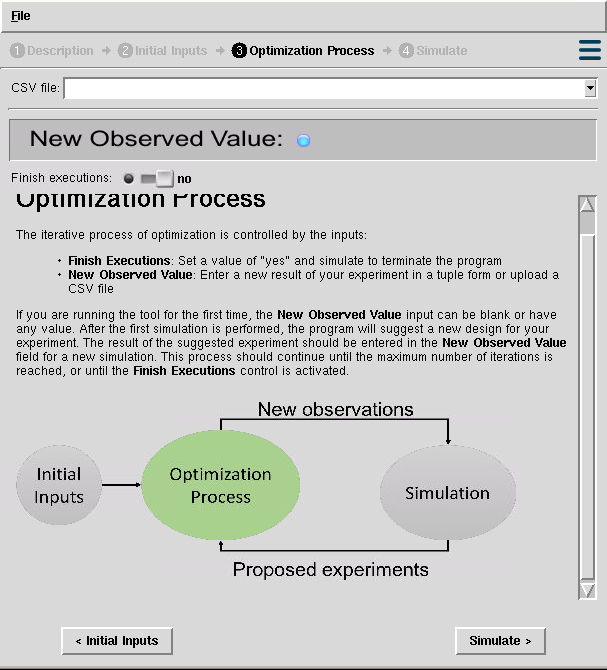 File
1 Description → 2 Initial Inputs → 3 Optimization Process → 4 Simulate
CSV file:
New Observed Value:
Finish executions: no
Optimization Process
The iterative process of optimization is controlled by the inputs:
• Finish Executions: Set a value of "yes" and simulate to terminate the program
• New Observed Value: Enter a new result of your experiment in a tuple form or upload a
CSV file
If you are running the tool for the first time, the New Observed Value input can be blank or have
any value. After the first simulation is performed, the program will suggest a new design for your
experiment. The result of the suggested experiment should be entered in the New Observed Value
field for a new simulation. This process should continue until the maximum number of iterations is
reached, or until the Finish Executions control is activated.
New observations
Initial
Inputs
Optimization
Process
Simulation
Proposed experiments
< Initial Inputs
Simulate >